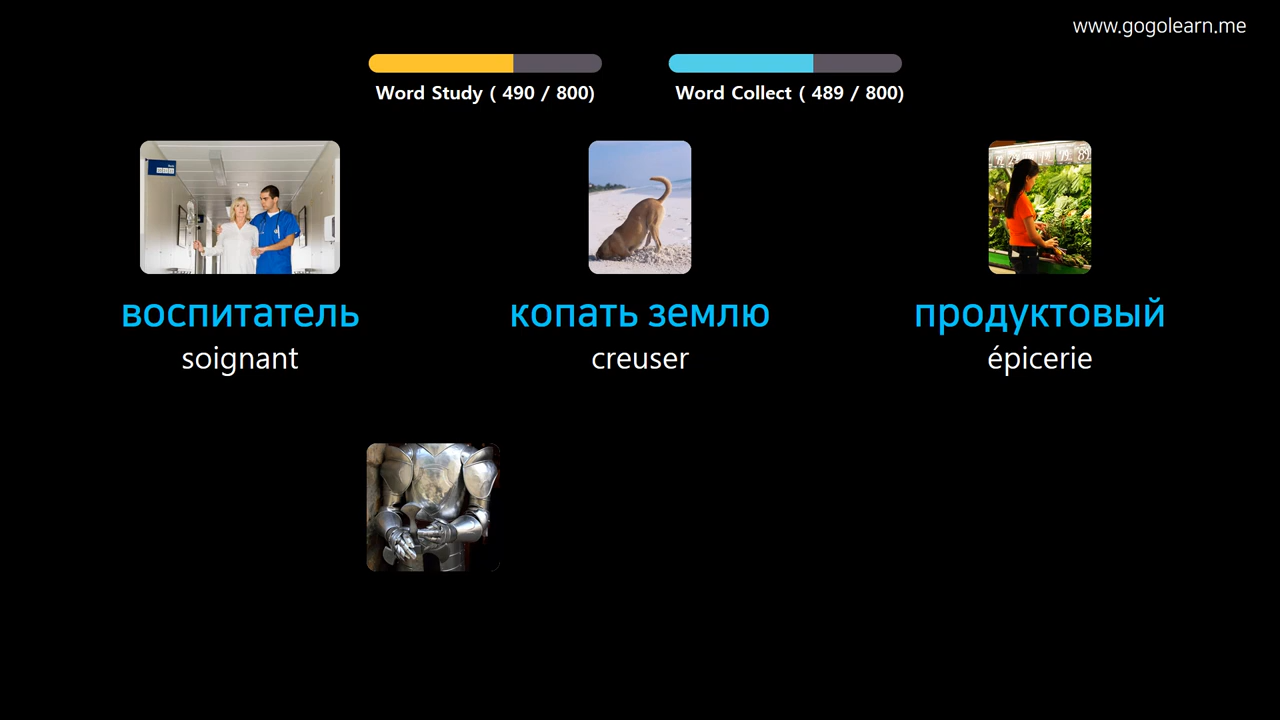 www.gogolearn.me
Word Study ( 490 / 800)
Word Collect ( 489 / 800)
воспитатель
soignant
копать землю
creuser
продуктовый
épicerie